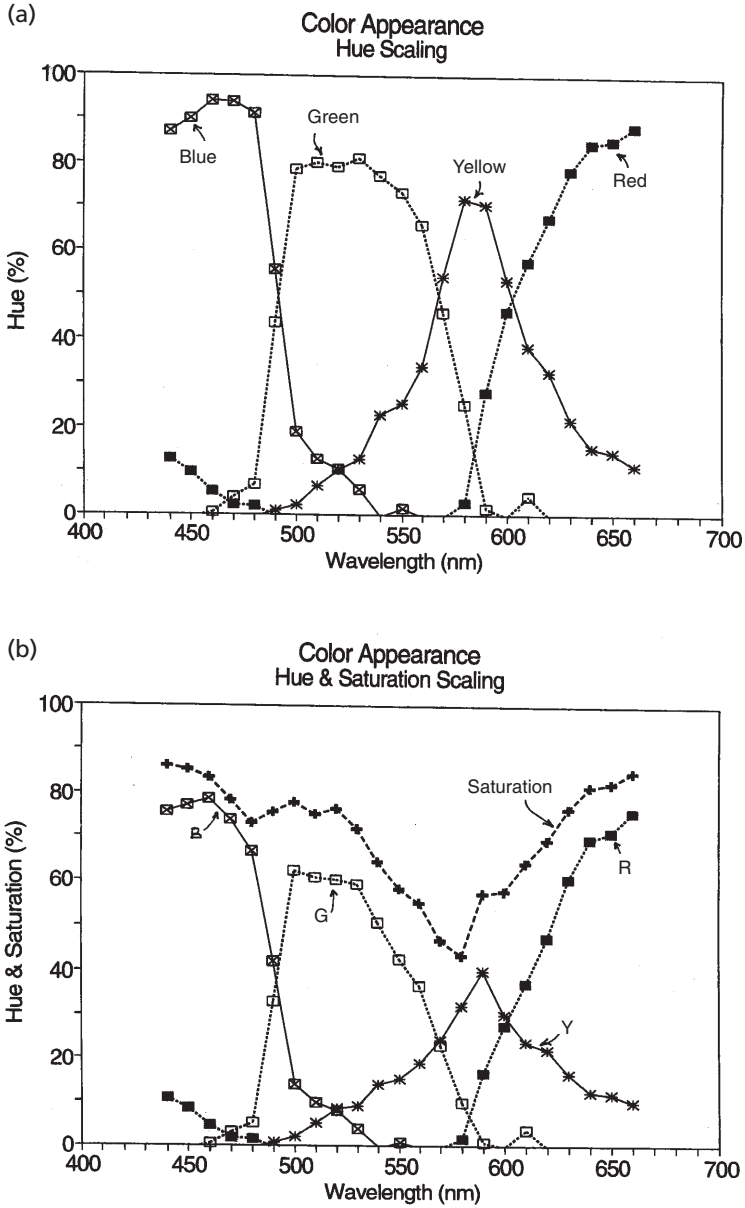 (a)
Color Appearance
Hue Scaling
100
80
60
40
20
0
Hue (%)
Blue
Green
Yellow
Red
400
450
500
550
600
650
700
Wavelength (nm)
(b)
Color Appearance
Hue & Saturation Scaling
100
80
60
40
20
0
Hue & Saturation (%)
Saturation
G
R
Y
400
450
500
550
600
650
700
Wavelength (nm)